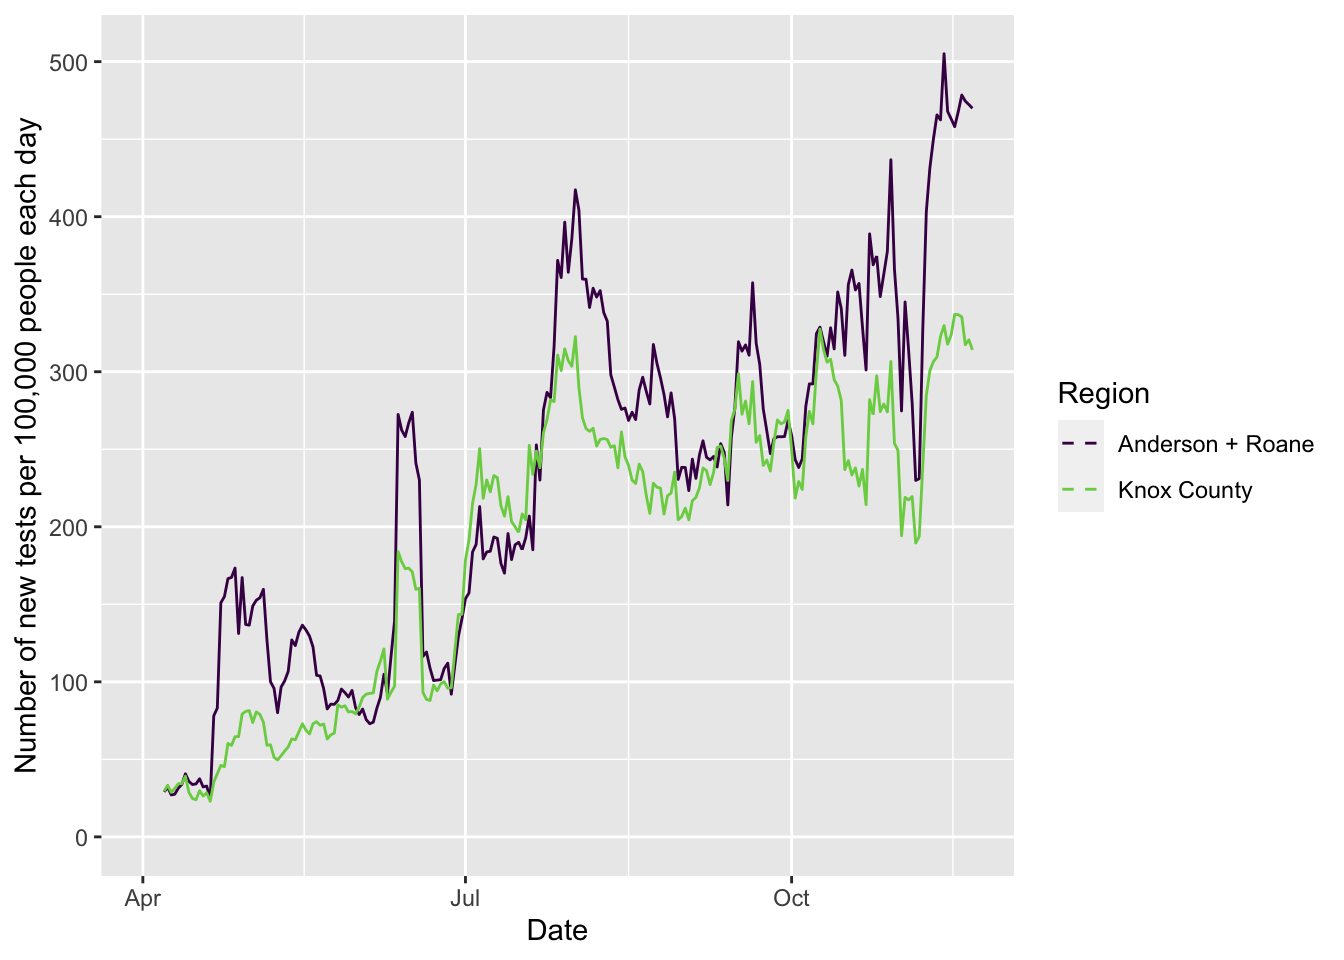 Number of new tests per 100,000 people each day
500
400
300
200
100
0
Apr
Jul
Oct
Date
Region
Anderson + Roane
Knox County